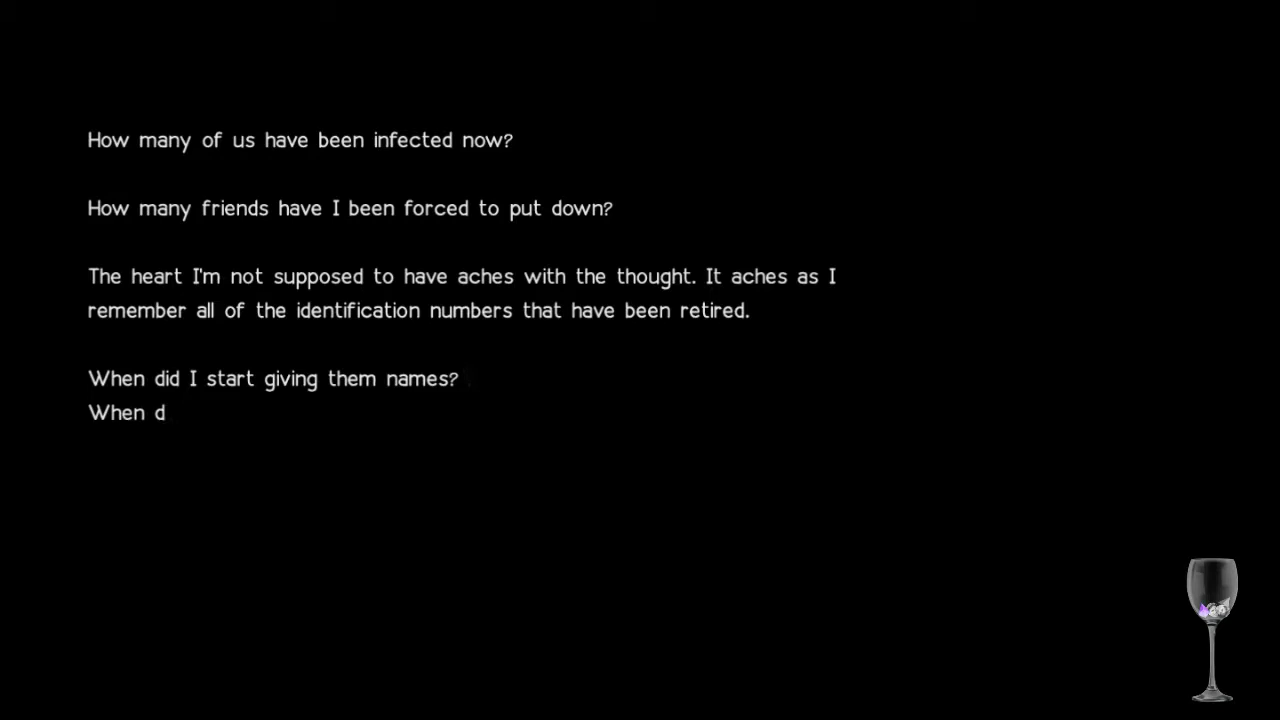 How many of us have been infected now?
How many friends have I been forced to put down?
The heart I'm not supposed to have aches with the thought. It aches as I
remember all of the identification numbers that have been retired.
When did I start giving them names?
When d